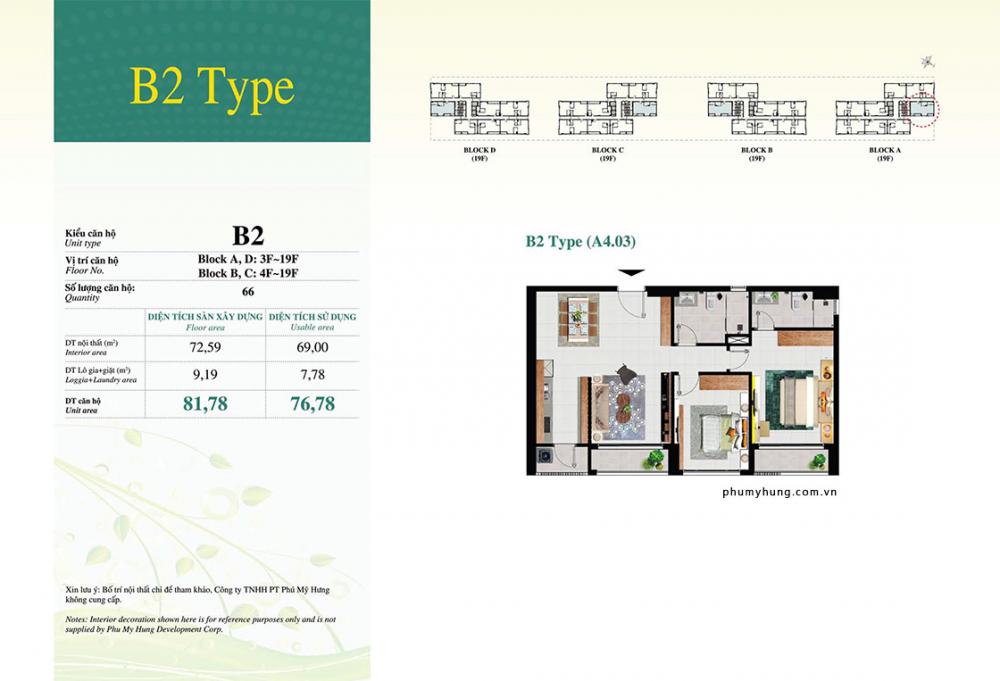 B2 Type
BLOCK D
(19F)
BLOCK C
(19F)
BLOCK B
(19F)
BLOCK A
(19F)
Kiểu căn hộ
Unit type
B2
Vị trí căn hộ
Floor No.
Block A, D: 3F~19F
Block B, C: 4F~19F
Số lượng căn hộ:
Quantity
66
DIỆN TÍCH SÀN XÂY DỰNG
Floor area
DIỆN TÍCH SỬ DỤNG
Usable area
DT nội thất (m²)
Interior area
72,59
69,00
DT Lô gia+giặt (m²)
Loggia+Laundry area
9,19
7,78
DT căn hộ
Unit area
81,78
76,78
B2 Type (A4.03)
phumyhung.com.vn
Xin lưu ý: Bố trí nội thất chỉ để tham khảo, Công ty TNHH PT Phú Mỹ Hưng
không cung cấp.
Notes: Interior decoration shown here is for reference purposes only and is not
supplied by Phu My Hung Development Corp.